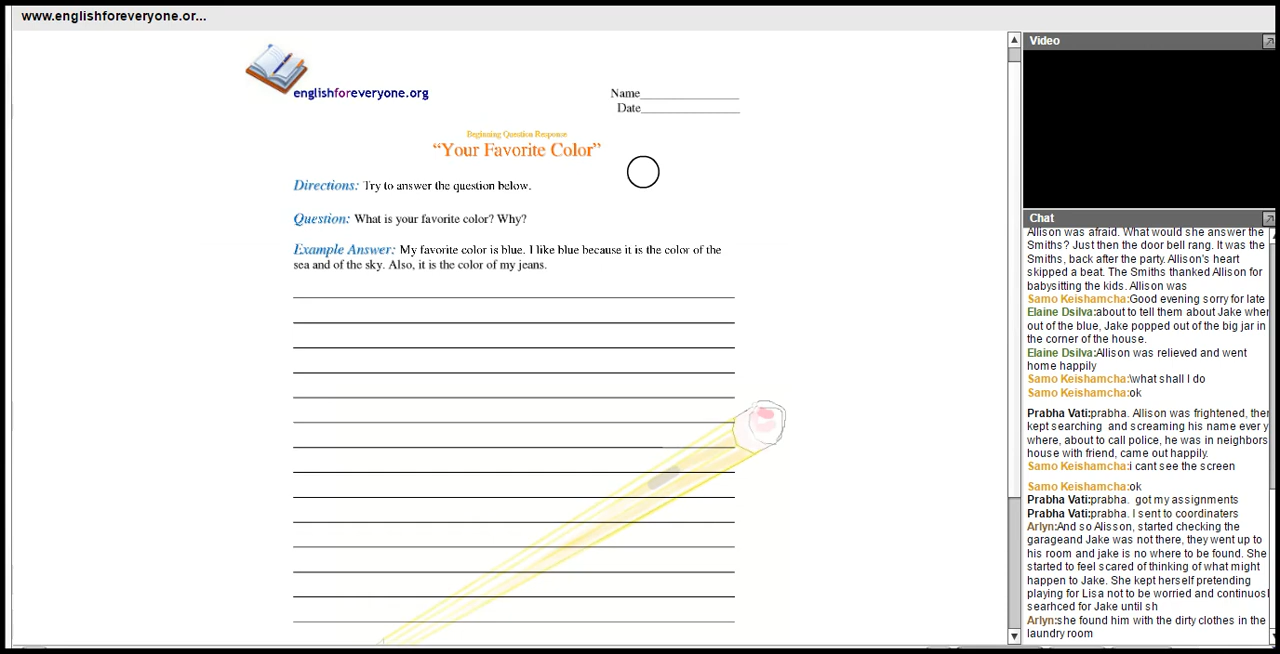 www.englishforeveryone.or...
englishforeveryone.org
Name
Date
Beginning Question Response
“Your Favorite Color”
Directions: Try to answer the question below.
Question: What is your favorite color? Why?
Example Answer: My favorite color is blue. I like blue because it is the color of the
sea and of the sky. Also, it is the color of my jeans.
Video
Chat
Allison was afraid. What would she answer the
Smiths? Just then the door bell rang. It was the
Smiths, back after the party. Allison's heart
skipped a beat. The Smiths thanked Allison for
babysitting the kids. Allison was
Samo Keishamcha:Good evening sorry for late
Elaine Dsilva:about to tell them about Jake when
out of the blue, Jake popped out of the big jar in
the corner of the house.
Elaine Dsilva:Allison was relieved and went
home happily
Samo Keishamcha:\what shall I do
Samo Keishamcha:ok
Prabha Vati:prabha. Allison was frightened, then
kept searching and screaming his name every
where, about to call police, he was in neighbors
house with friend, came out happily.
Samo Keishamcha:i cant see the screen
Samo Keishamcha:ok
Prabha Vati:prabha. got my assignments
Prabha Vati:prabha. I sent to coordinaters
Arlyn:And so Alisson, started checking the
garageand Jake was not there, they went up to
his room and jake is no where to be found. She
started to feel scared of thinking of what might
happen to Jake. She kept herself pretending
playing for Lisa not to be worried and continuosl
searhced for Jake until sh
Arlyn:she found him with the dirty clothes in the
laundry room